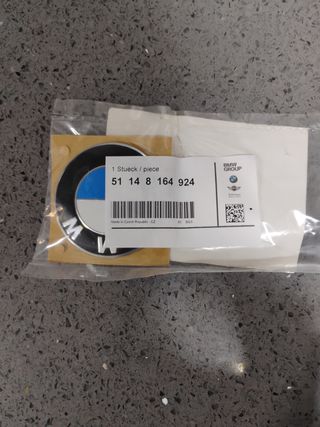 1 Stueck / piece
51 14 8 164 924
Made in Czech Republic CZ
BMW
GROUP
M W